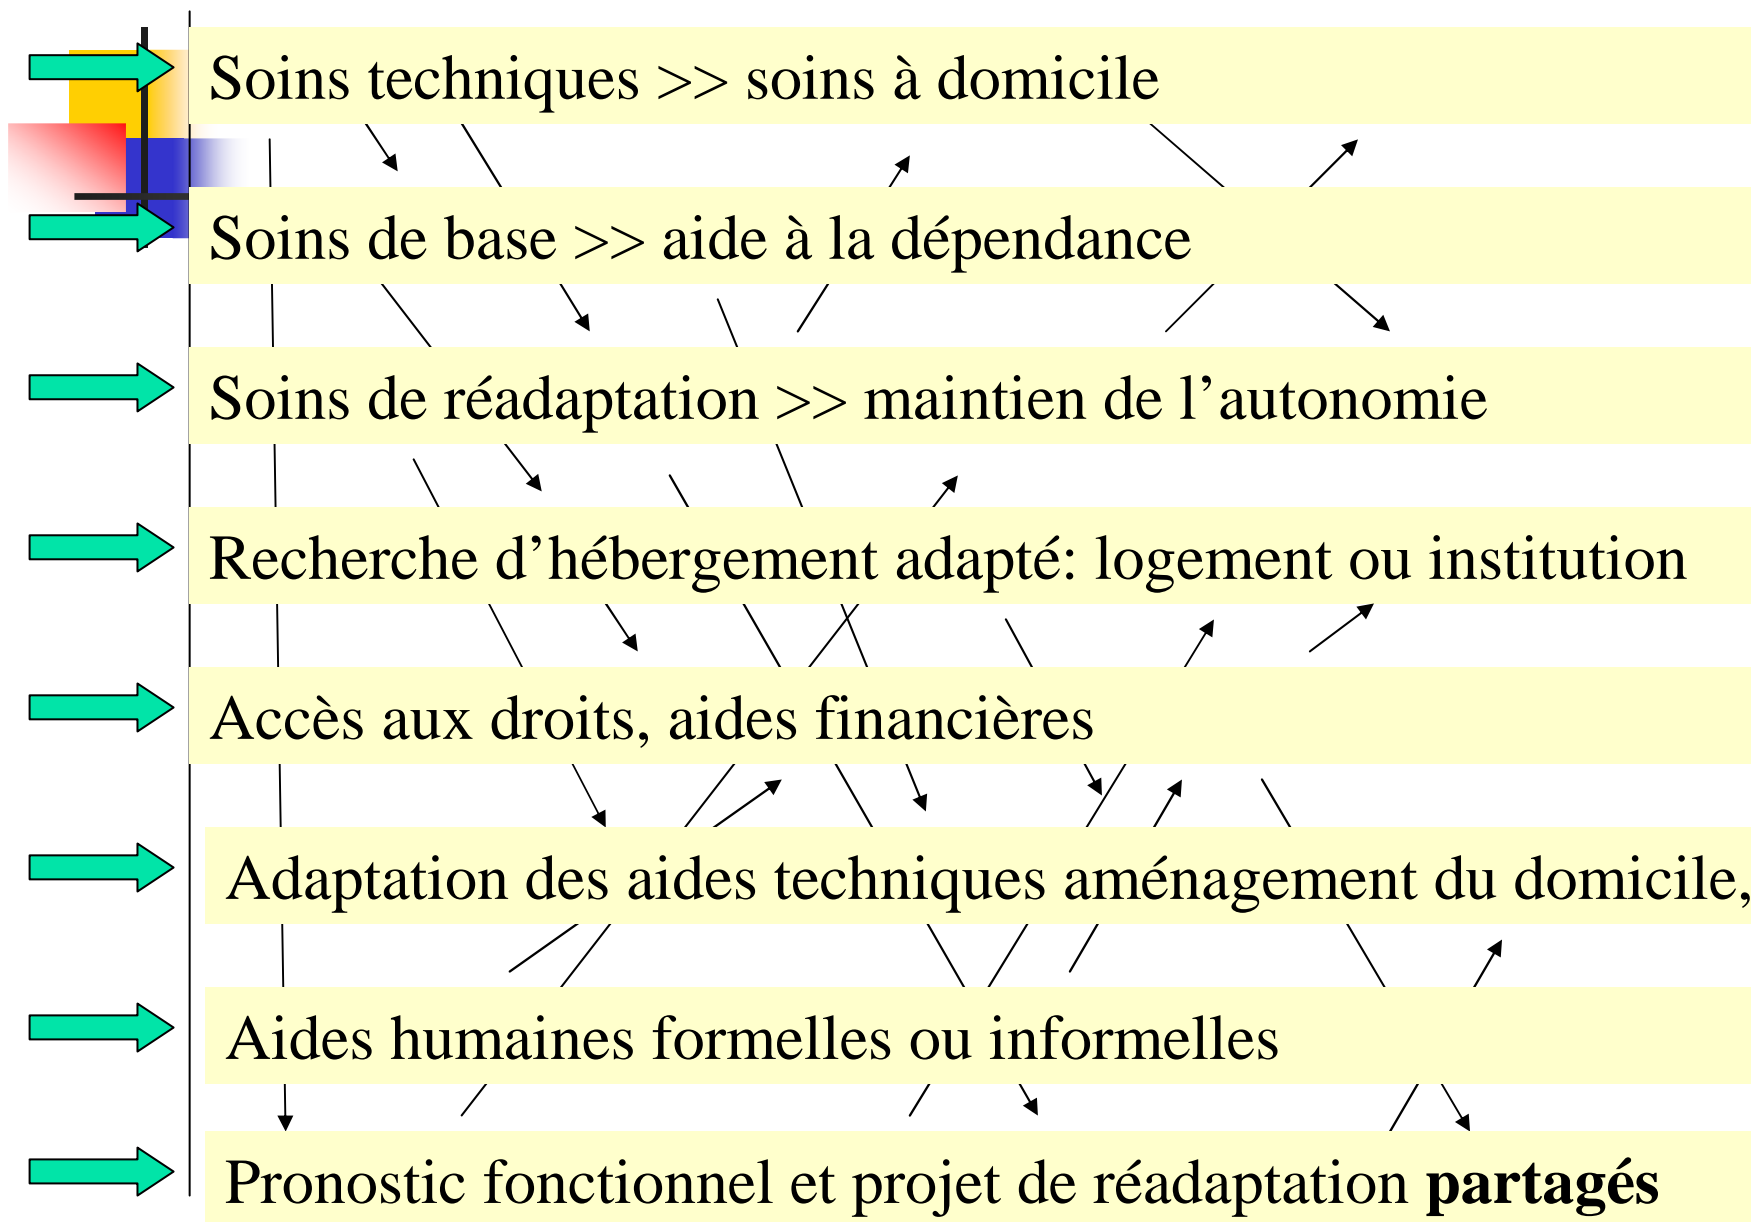 Soins techniques >> soins à domicile
Soins de base >> aide à la dépendance
Soins de réadaptation >> maintien de l’autonomie
Recherche d’hébergement adapté: logement ou institution
Accès aux droits, aides financières
Adaptation des aides techniques aménagement du domicile,
Aides humaines formelles ou informelles
Pronostic fonctionnel et projet de réadaptation partagés